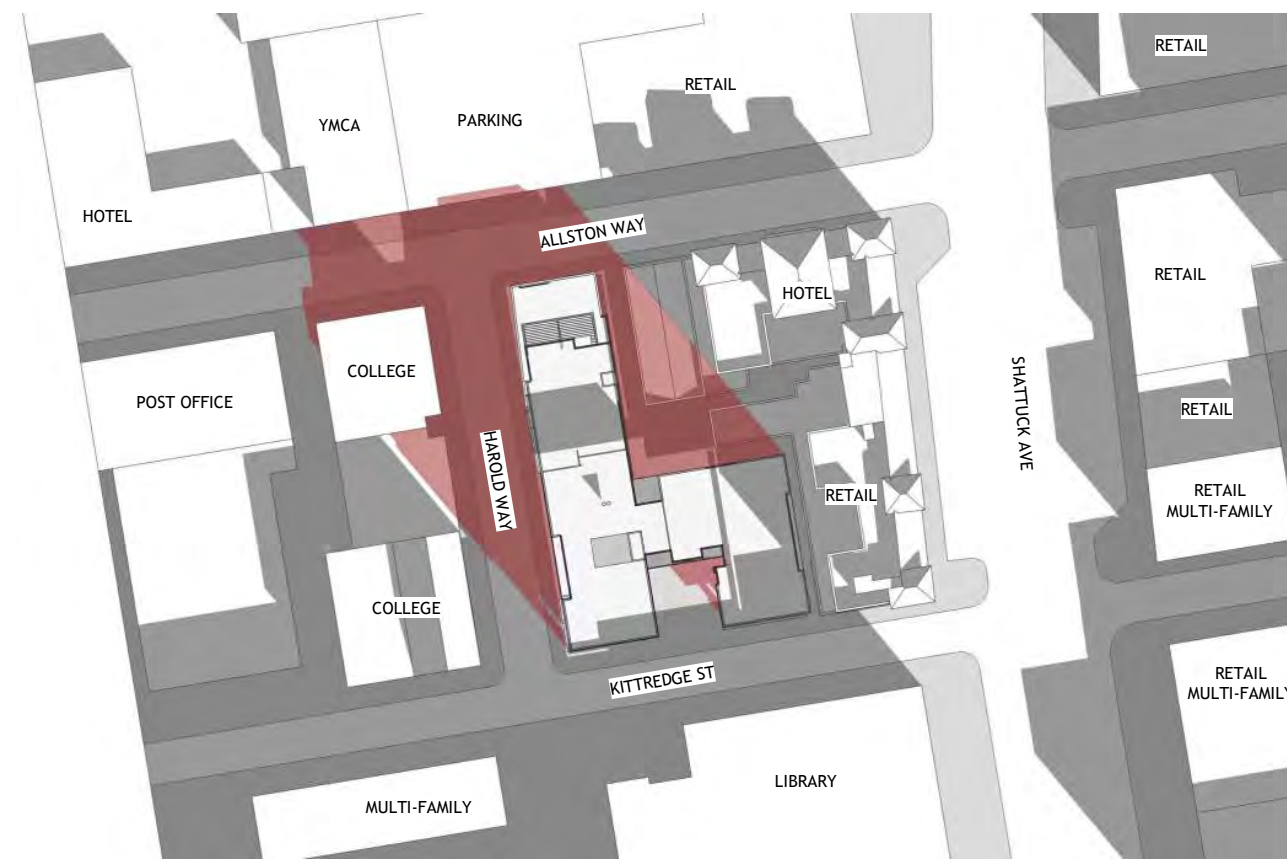 RETAIL
RETAIL
YMCA
PARKING
HOTEL
ALLSTON WAY
HOTEL
RETAIL
COLLEGE
POST OFFICE
SHATTUCK AVE
RETAIL
HAROLD WAY
RETAIL
RETAIL
MULTI-FAMILY
COLLEGE
KITTREDGE ST
RETAIL
MULTI-FAMILY
LIBRARY
MULTI-FAMILY